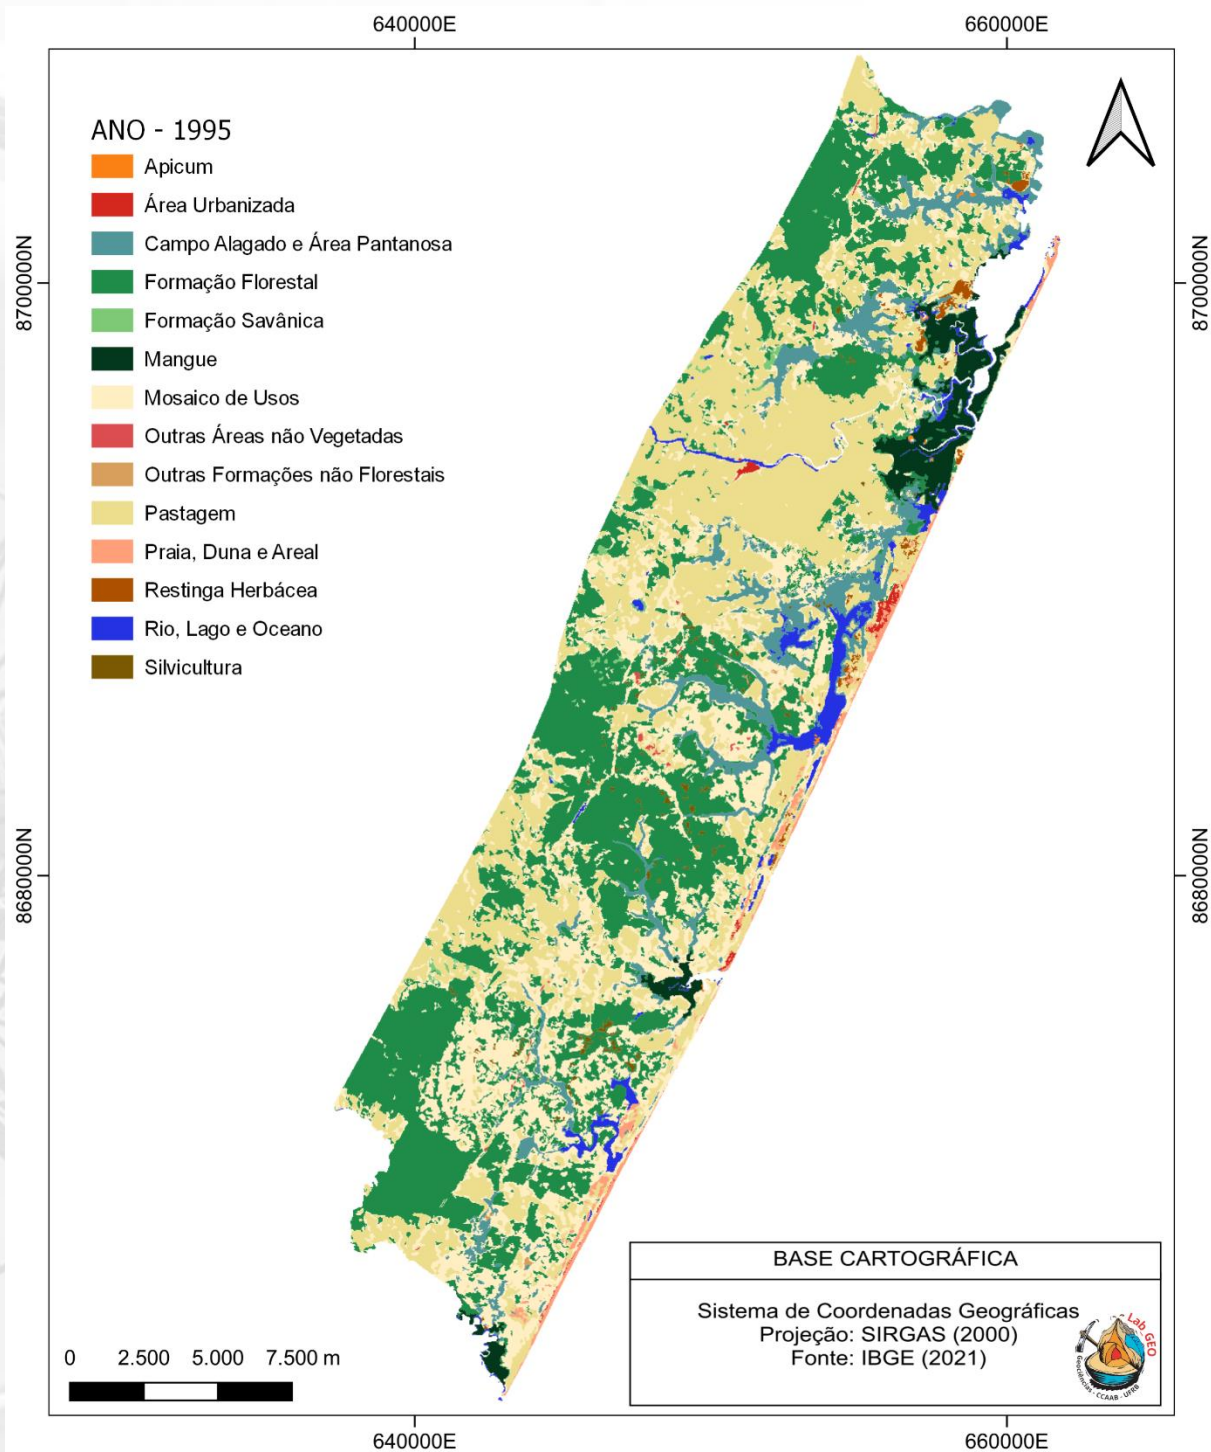 640000E
660000E
ANO - 1995
Apicum
Área Urbanizada
Campo Alagado e Área Pantanosa
Formação Florestal
Formação Savânica
Mangue
Mosaico de Usos
Outras Áreas não Vegetadas
Outras Formações não Florestais
Pastagem
Praia, Duna e Areal
Restinga Herbácea
Rio, Lago e Oceano
Silvicultura
8700000N
8700000N
8680000N
8680000N
BASE CARTOGRÁFICA
Sistema de Coordenadas Geográficas
Projeção: SIRGAS (2000)
Fonte: IBGE (2021)
Lab_GEO
Geociências - CCAAB - UFRB
0 2.500 5.000 7.500 m
640000E
660000E